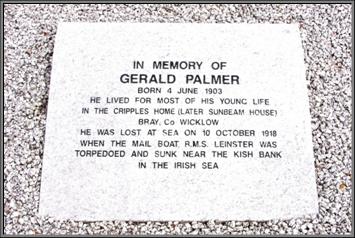 IN MEMORY OF
GERALD PALMER
BORN 4 JUNE 1903
HE LIVED FOR MOST OF HIS YOUNG LIFE
IN THE CRIPPLES HOME (LATER SUNBEAM HOUSE)
BRAY, Co WICKLOW
HE WAS LOST AT SEA ON 10 OCTOBER 1918
WHEN THE MAIL BOAT, R.M.S. LEINSTER WAS
TORPEDOED AND SUNK NEAR THE KISH BANK
IN THE IRISH SEA